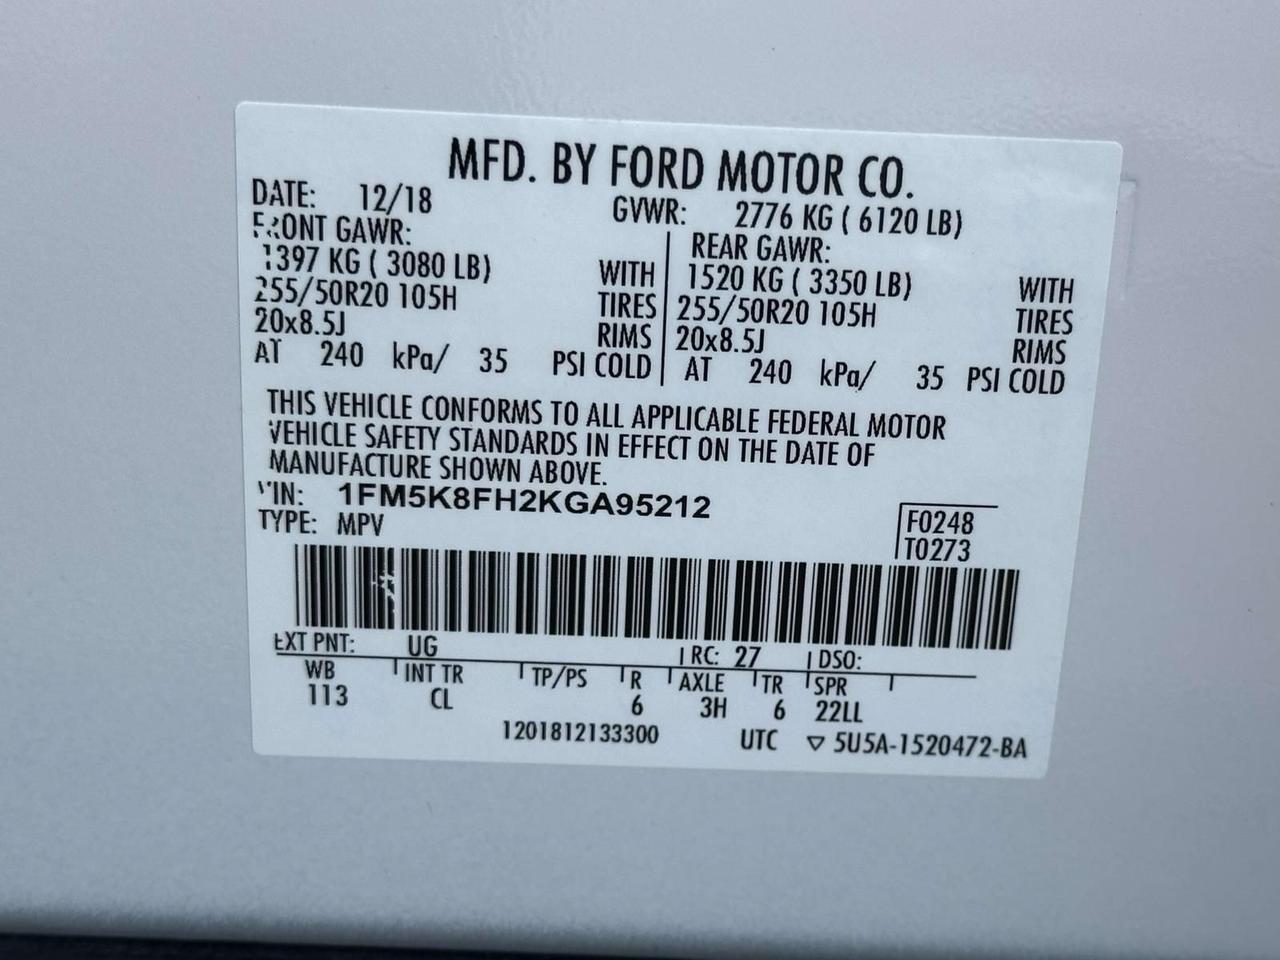 MFD. BY FORD MOTOR CO.
DATE: 12/18 GVWR: 2776 KG ( 6120 LB)
FRONT GAWR: REAR GAWR:
1397 KG ( 3080 LB) WITH 1520 KG ( 3350 LB) WITH
255/50R20 105H TIRES 255/50R20 105H TIRES
20x8.5J RIMS 20x8.5J RIMS
AT 240 kPa/ 35 PSI COLD AT 240 kPa/ 35 PSI COLD
THIS VEHICLE CONFORMS TO ALL APPLICABLE FEDERAL MOTOR
VEHICLE SAFETY STANDARDS IN EFFECT ON THE DATE OF
MANUFACTURE SHOWN ABOVE.
VIN: 1FM5K8FH2KGA95212
TYPE: MPV
F0248
T0273
EXT PNT: UG RC: 27 DSO:
WB INT TR TP/PS R AXLE TR SPR
113 CL 6 3H 6 22LL
1201812133300 UTC ▽ 5U5A-1520472-BA